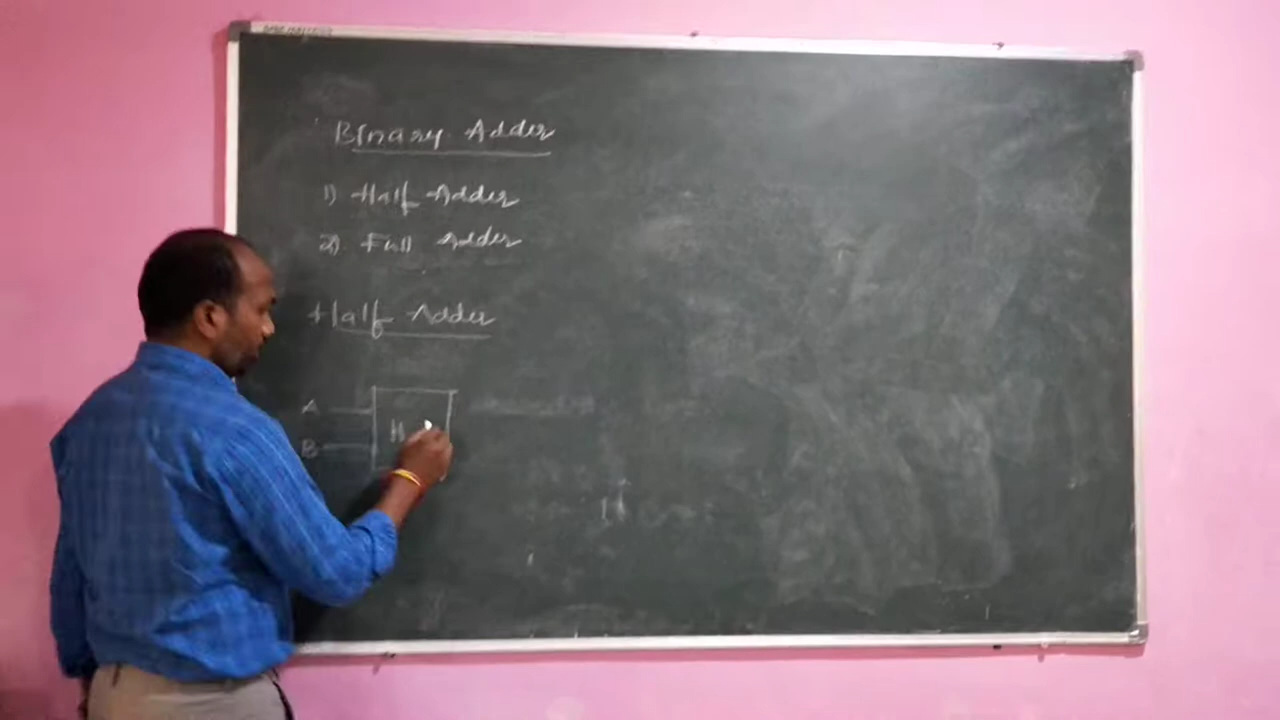 Binary Adder
1) Half Adder
2). Full Adder
Half Adder
A
B
H